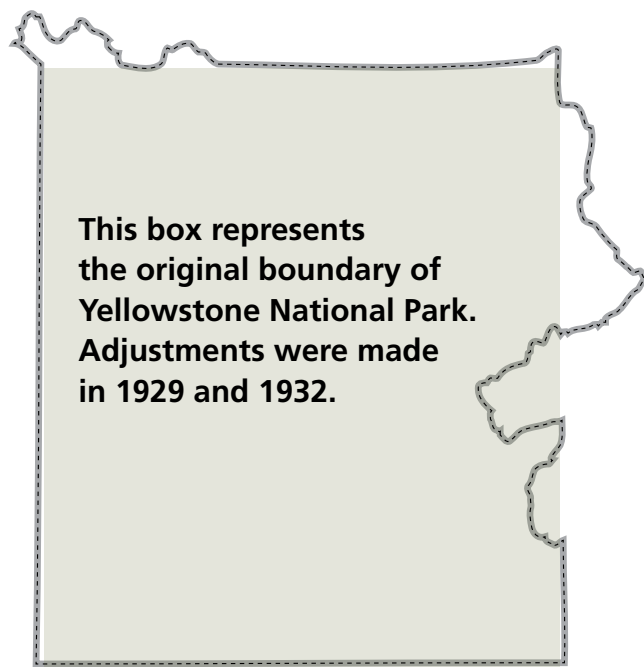 This box represents
the original boundary of
Yellowstone National Park.
Adjustments were made
in 1929 and 1932.